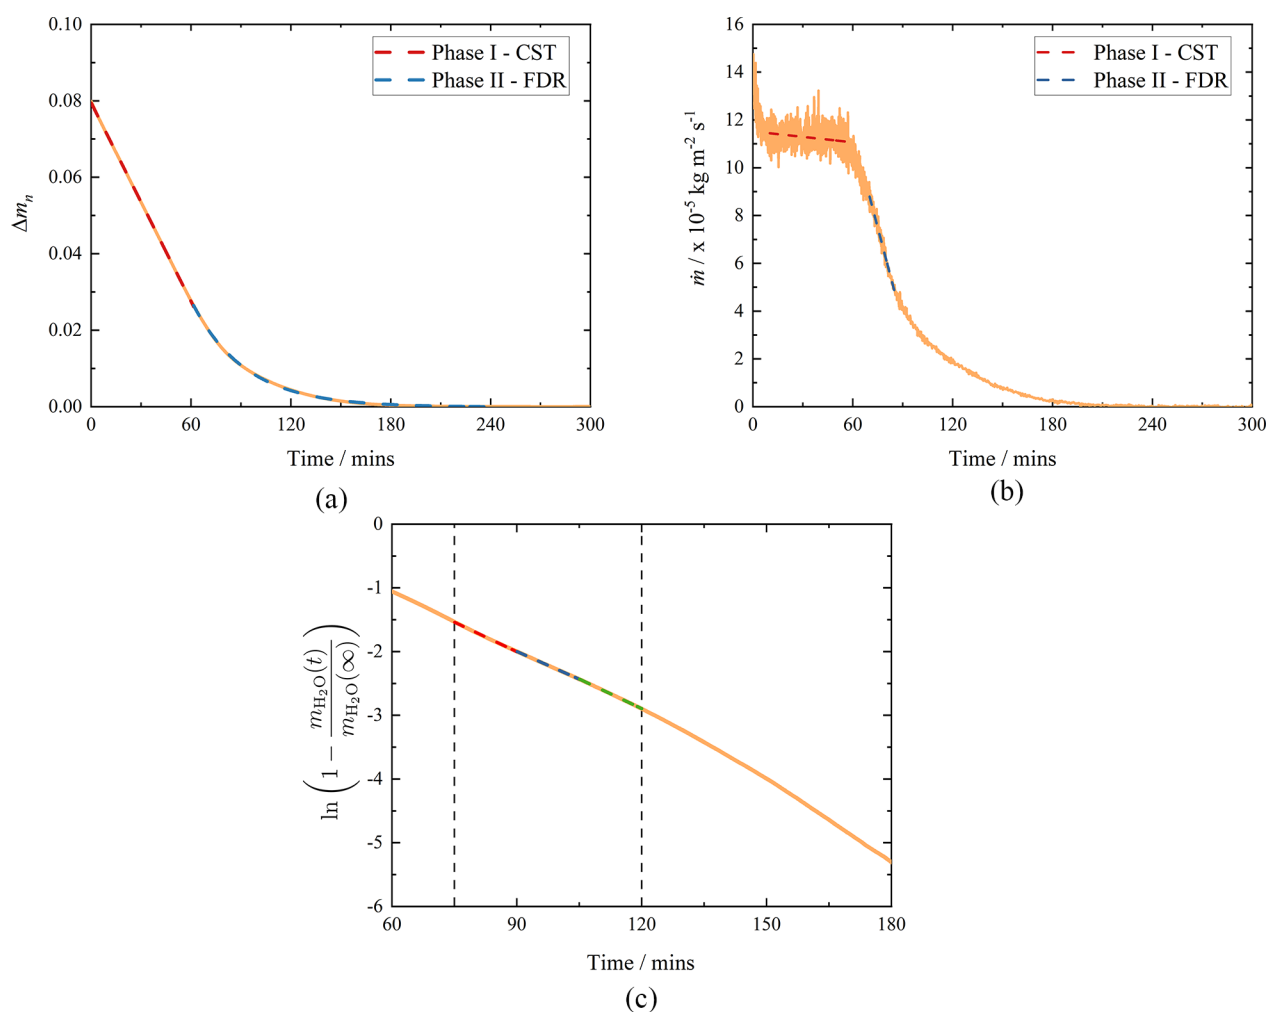 0.10
0.08
0.06
0.04
0.02
0.00
Δmₙ
Phase I - CST
Phase II - FDR
0 60 120 180 240 300
Time / mins
(a)
16
14
12
10
8
6
4
2
0
ṁ / x 10⁻⁵ kg m⁻² s⁻¹
Phase I - CST
Phase II - FDR
0 60 120 180 240 300
Time / mins
(b)
0
-1
-2
-3
-4
-5
-6
ln (1 − m_H₂O(t) / m_H₂O(∞))
60 90 120 150 180
Time / mins
(c)